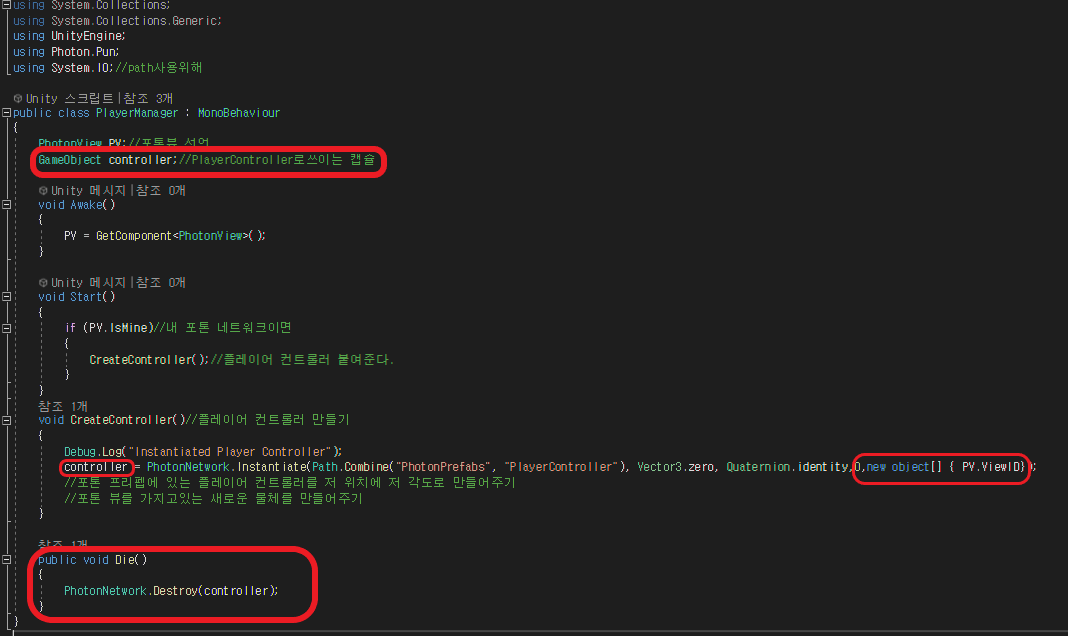 using System.Collections;
using System.Collections.Generic;
using UnityEngine;
using Photon.Pun;
using System.IO;//path사용위해
Unity 스크립트|참조 3개
public class PlayerManager : MonoBehaviour
{
PhotonView PV;//포톤뷰 선언
GameObject controller;//PlayerController로쓰이는 캡슐
Unity 메시지|참조 0개
void Awake()
{
PV = GetComponent<PhotonView>();
}
Unity 메시지|참조 0개
void Start()
{
if (PV.IsMine)//내 포톤 네트워크이면
{
CreateController();//플레이어 컨트롤러 붙여준다.
}
}
참조 1개
void CreateController()//플레이어 컨트롤러 만들기
{
Debug.Log("Instantiated Player Controller");
controller = PhotonNetwork.Instantiate(Path.Combine("PhotonPrefabs", "PlayerController"), Vector3.zero, Quaternion.identity,0,new object[] { PV.ViewID});
//포톤 프리펩에 있는 플레이어 컨트롤러를 저 위치에 저 각도로 만들어주기
//포톤 뷰를 가지고있는 새로운 물체를 만들어주기
}
참조 1개
public void Die()
{
PhotonNetwork.Destroy(controller);
}
}